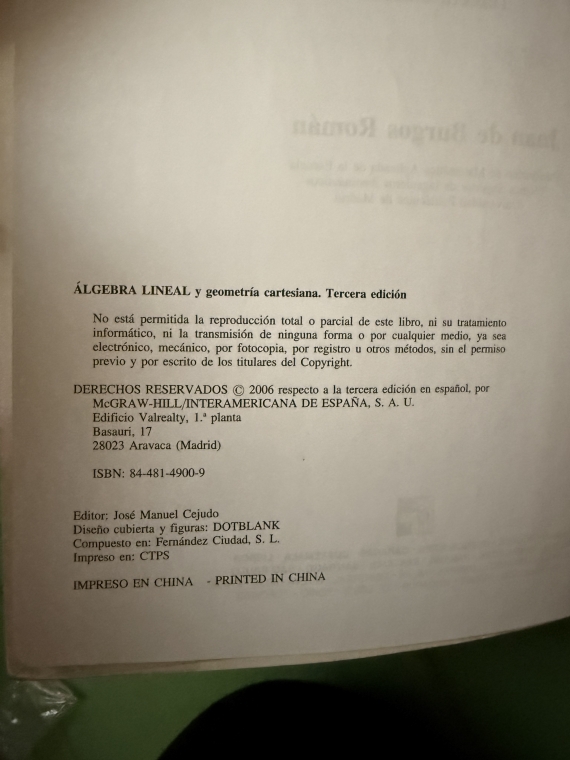 ÁLGEBRA LINEAL y geometría cartesiana. Tercera edición
No está permitida la reproducción total o parcial de este libro, ni su tratamiento
informático, ni la transmisión de ninguna forma o por cualquier medio, ya sea
electrónico, mecánico, por fotocopia, por registro u otros métodos, sin el permiso
previo y por escrito de los titulares del Copyright.
DERECHOS RESERVADOS © 2006 respecto a la tercera edición en español, por
McGRAW-HILL/INTERAMERICANA DE ESPAÑA, S. A. U.
Edificio Valrealty, 1.ª planta
Basauri, 17
28023 Aravaca (Madrid)
ISBN: 84-481-4900-9
Editor: José Manuel Cejudo
Diseño cubierta y figuras: DOTBLANK
Compuesto en: Fernández Ciudad, S. L.
Impreso en: CTPS
IMPRESO EN CHINA - PRINTED IN CHINA
Juan de Burgos Román